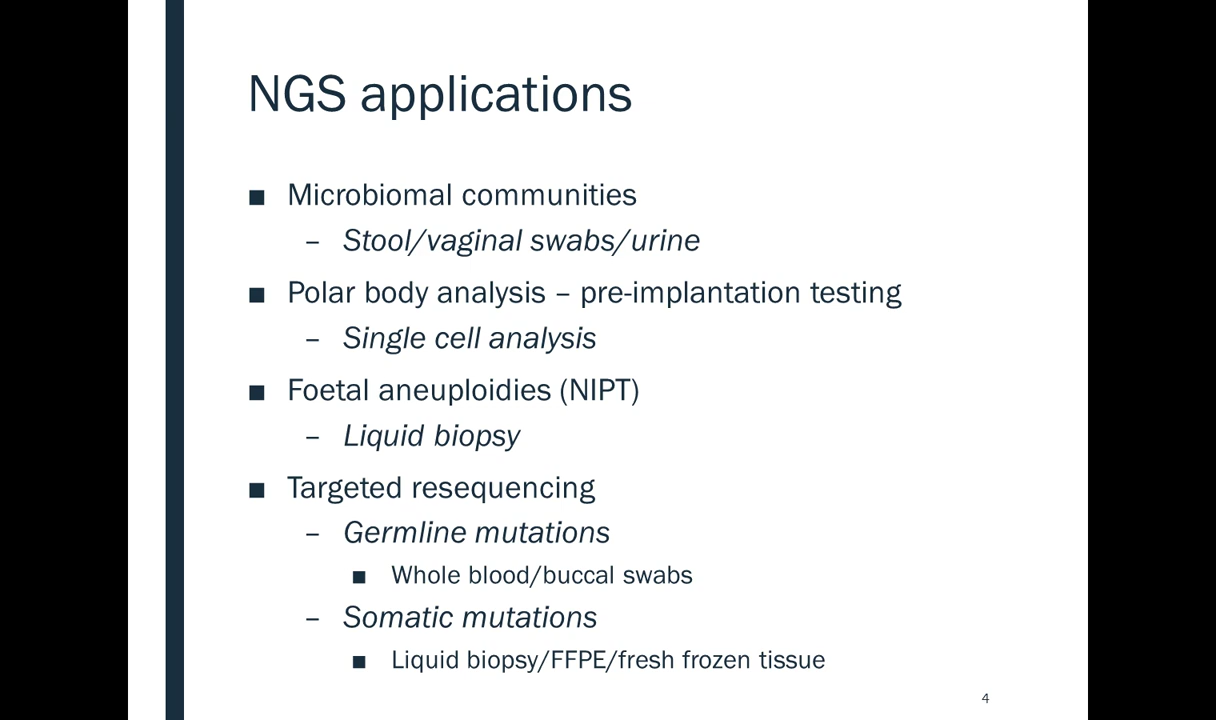 NGS applications
■ Microbiomal communities
– Stool/vaginal swabs/urine
■ Polar body analysis – pre-implantation testing
– Single cell analysis
■ Foetal aneuploidies (NIPT)
– Liquid biopsy
■ Targeted resequencing
– Germline mutations
■ Whole blood/buccal swabs
– Somatic mutations
■ Liquid biopsy/FFPE/fresh frozen tissue
4